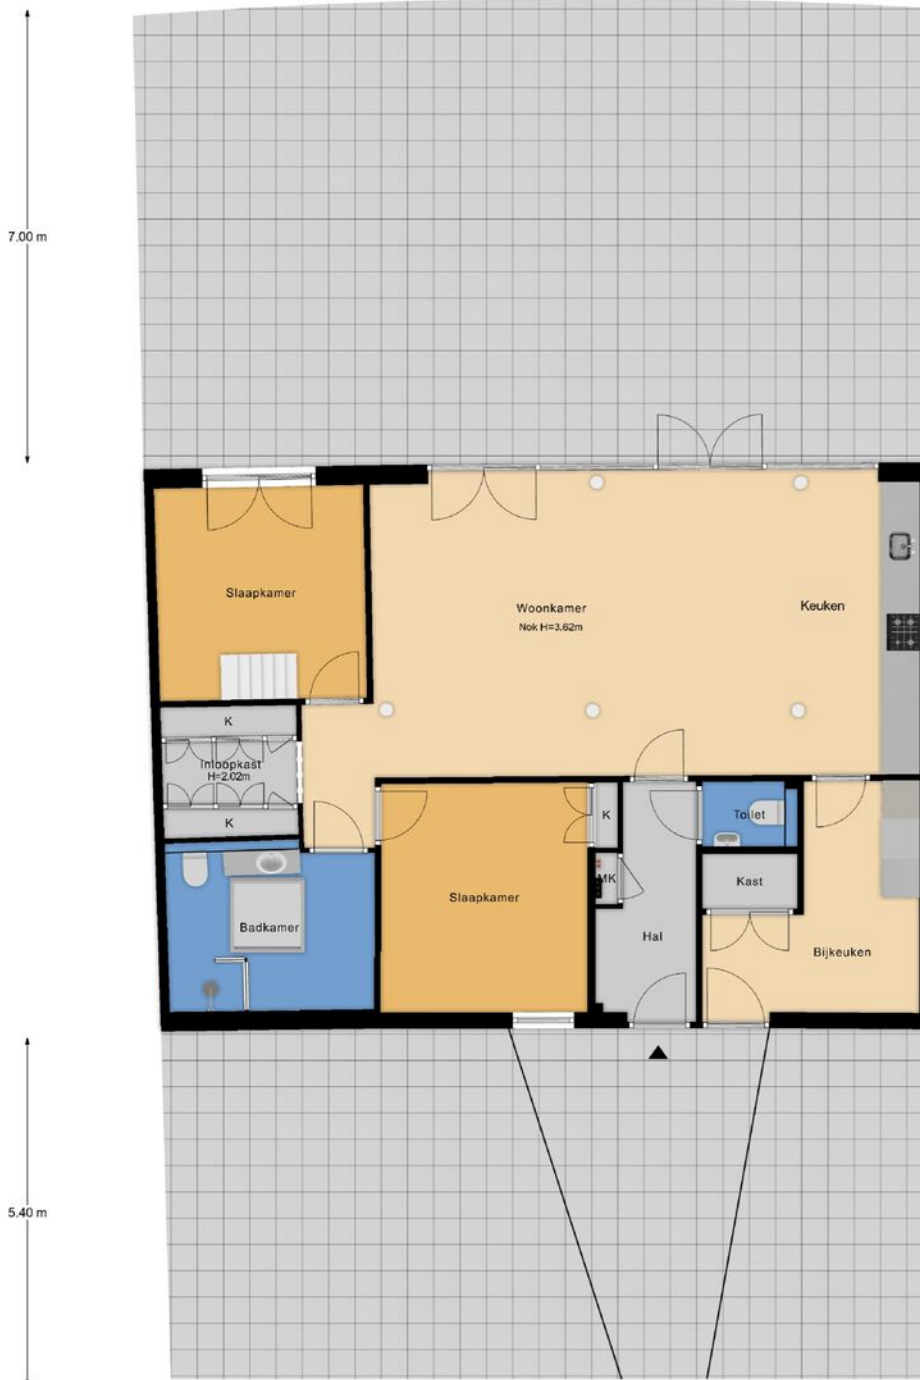 7.00 m
Slaapkamer
Woonkamer
Nok H=3.62m
Keuken
K
Inloopkast
H=2.02m
K
K
Toilet
MK
Kast
Slaapkamer
Badkamer
Hal
Bijkeuken
5.40 m